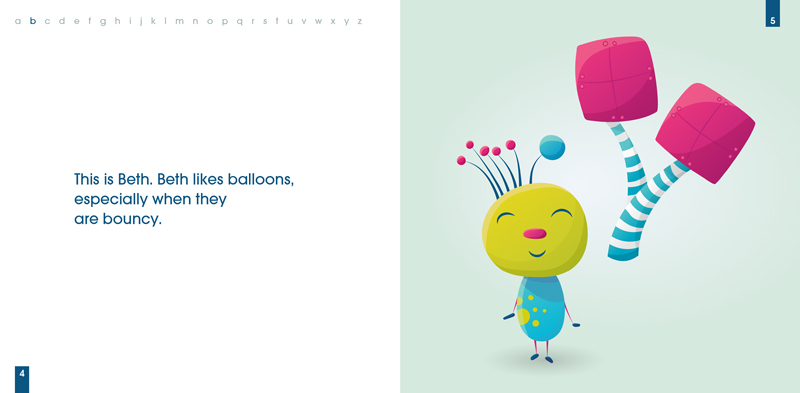 a b c d e f g h i j k l m n o p q r s t u v w x y z
5
This is Beth. Beth likes balloons,
especially when they
are bouncy.
4